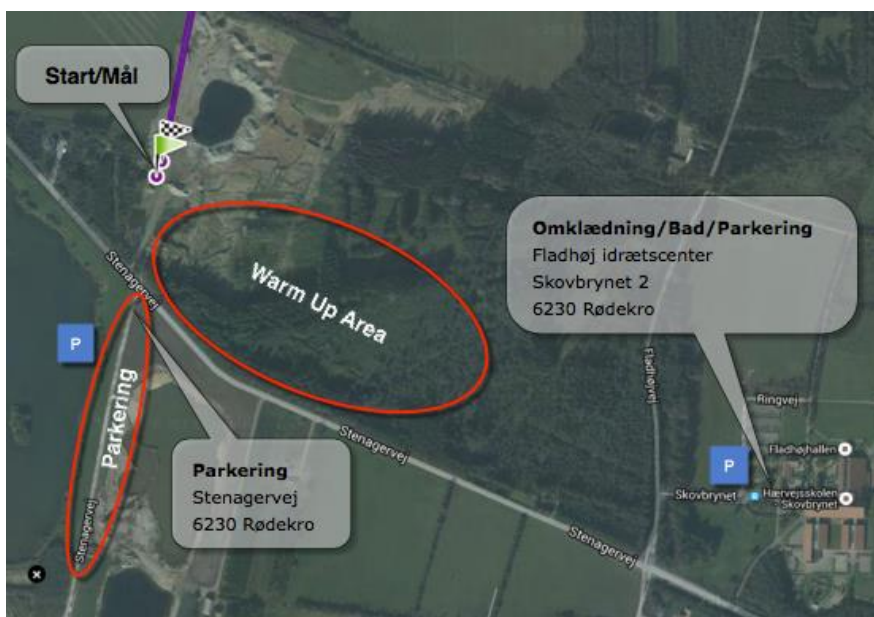 Start/Mål
Omklædning/Bad/Parkering
Fladhøj idrætscenter
Skovbrynet 2
6230 Rødekro
Stenagervej
Warm Up Area
P
Parkering
Fladhøjvej
Ringvej
Stenagervej
Fladhøjhallen
P
Parkering
Stenagervej
6230 Rødekro
Skovbrynet
Hærvejsskolen
- Skovbrynet
Stenagervej
Stenagervej